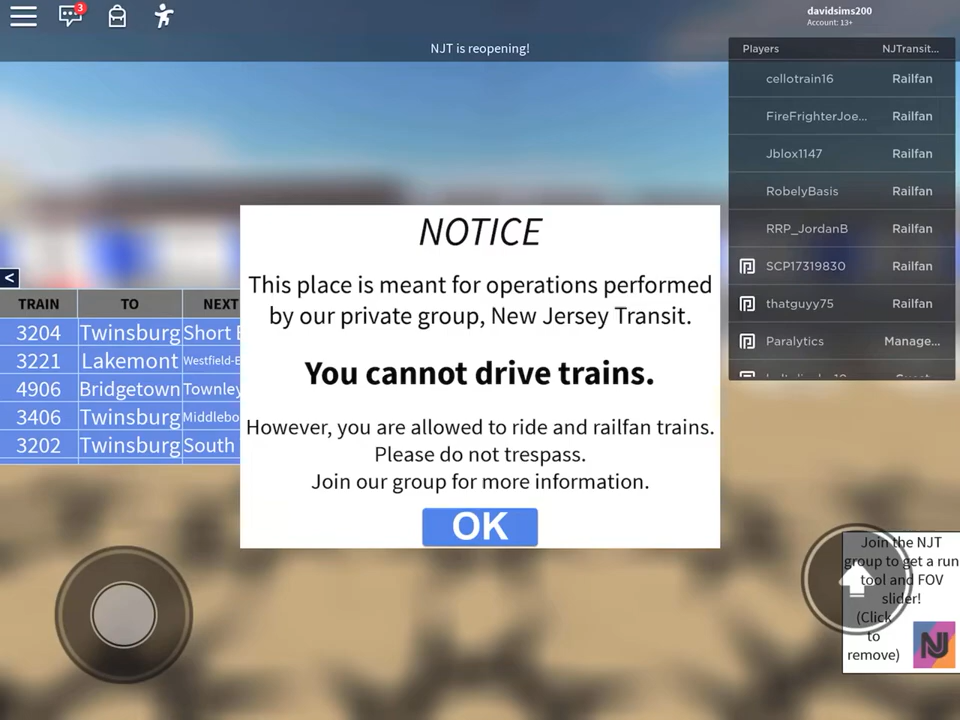 3
davidsims200
Account: 13+
NJT is reopening!
Players NJTransit...
cellotrain16 Railfan
FireFrighterJoe... Railfan
Jblox1147 Railfan
RobelyBasis Railfan
RRP_JordanB Railfan
SCP17319830 Railfan
thatguyy75 Railfan
Paralytics Manage...
NOTICE
This place is meant for operations performed
by our private group, New Jersey Transit.
You cannot drive trains.
However, you are allowed to ride and railfan trains.
Please do not trespass.
Join our group for more information.
OK
<
TRAIN TO NEXT
3204 Twinsburg Short
3221 Lakemont Westfield-E
4906 Bridgetown Townley
3406 Twinsburg Middlebo
3202 Twinsburg South
Join the NJT
group to get a run
tool and FOV
slider!
(Click
to
remove)
NJ